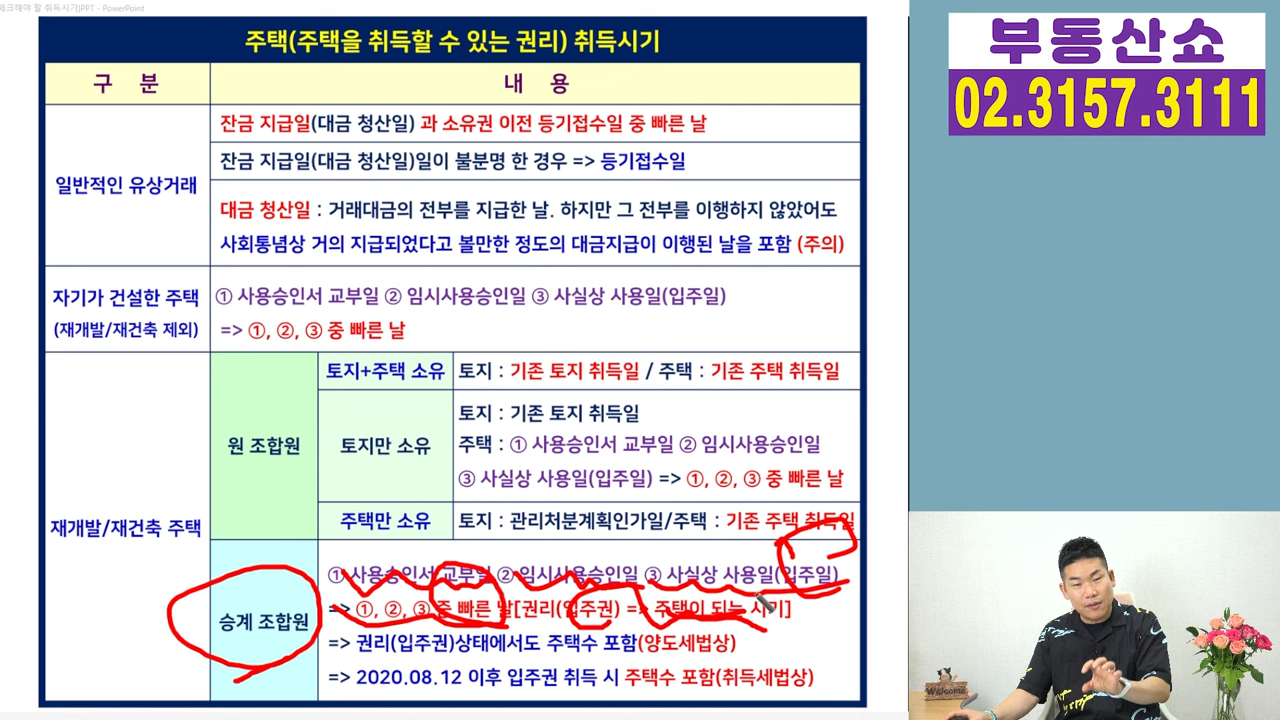 체크해야 할 취득시기)PPT - PowerPoint
주택(주택을 취득할 수 있는 권리) 취득시기
구 분
내 용
일반적인 유상거래
잔금 지급일(대금 청산일) 과 소유권 이전 등기접수일 중 빠른 날
잔금 지급일(대금 청산일)일이 불분명 한 경우 => 등기접수일
대금 청산일 : 거래대금의 전부를 지급한 날. 하지만 그 전부를 이행하지 않았어도
사회통념상 거의 지급되었다고 볼만한 정도의 대금지급이 이행된 날을 포함 (주의)
자기가 건설한 주택
(재개발/재건축 제외)
① 사용승인서 교부일 ② 임시사용승인일 ③ 사실상 사용일(입주일)
=> ①, ②, ③ 중 빠른 날
재개발/재건축 주택
원 조합원
토지+주택 소유
토지 : 기존 토지 취득일 / 주택 : 기존 주택 취득일
토지만 소유
토지 : 기존 토지 취득일
주택 : ① 사용승인서 교부일 ② 임시사용승인일
③ 사실상 사용일(입주일) => ①, ②, ③ 중 빠른 날
주택만 소유
토지 : 관리처분계획인가일/주택 : 기존 주택 취득일
승계 조합원
① 사용승인서 교부일 ② 임시사용승인일 ③ 사실상 사용일(입주일)
=> ①, ②, ③ 중 빠른 날[권리(입주권) => 주택이 되는 시기]
=> 권리(입주권)상태에서도 주택수 포함(양도세법상)
=> 2020.08.12 이후 입주권 취득 시 주택수 포함(취득세법상)
부동산쇼
02.3157.3111
Welcome